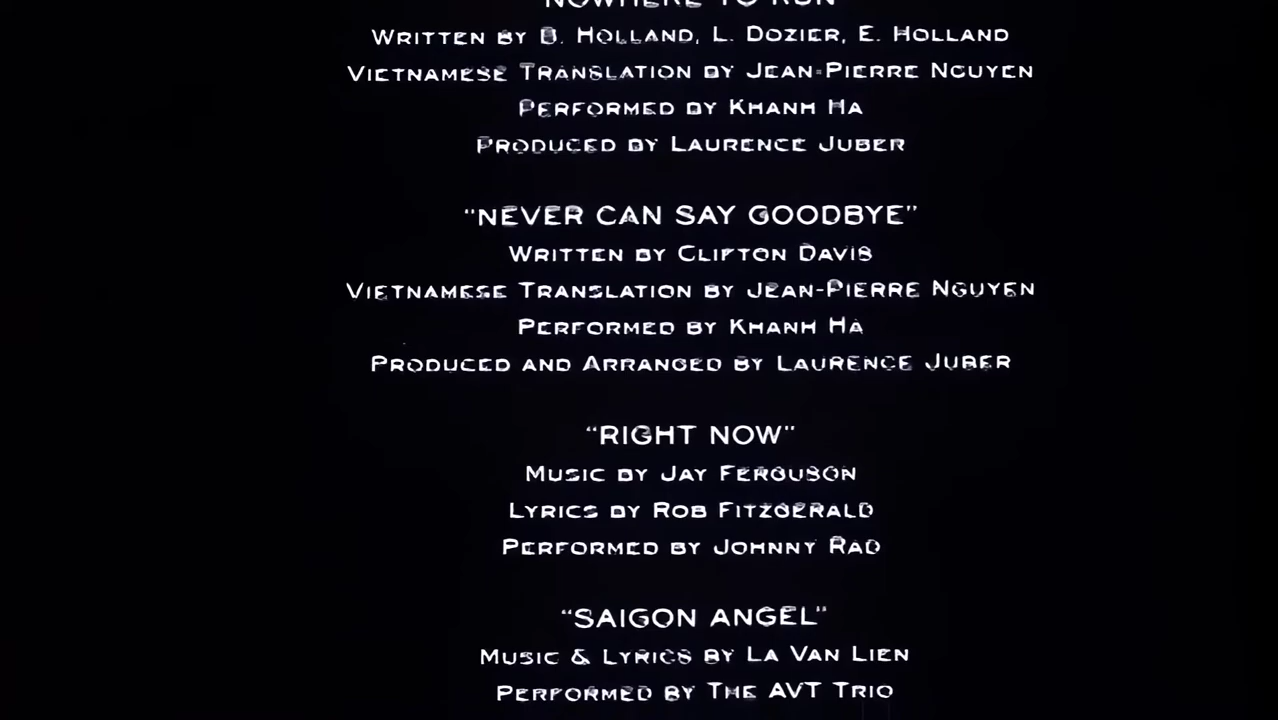 NOWHERE TO RUN
WRITTEN BY B. HOLLAND, L. DOZIER, E. HOLLAND
VIETNAMESE TRANSLATION BY JEAN-PIERRE NGUYEN
PERFORMED BY KHANH HA
PRODUCED BY LAURENCE JUBER
"NEVER CAN SAY GOODBYE"
WRITTEN BY CLIFTON DAVIS
VIETNAMESE TRANSLATION BY JEAN-PIERRE NGUYEN
PERFORMED BY KHANH HA
PRODUCED AND ARRANGED BY LAURENCE JUBER
"RIGHT NOW"
MUSIC BY JAY FERGUSON
LYRICS BY ROB FITZGERALD
PERFORMED BY JOHNNY RAD
"SAIGON ANGEL"
MUSIC & LYRICS BY LA VAN LIEN
PERFORMED BY THE AVT TRIO